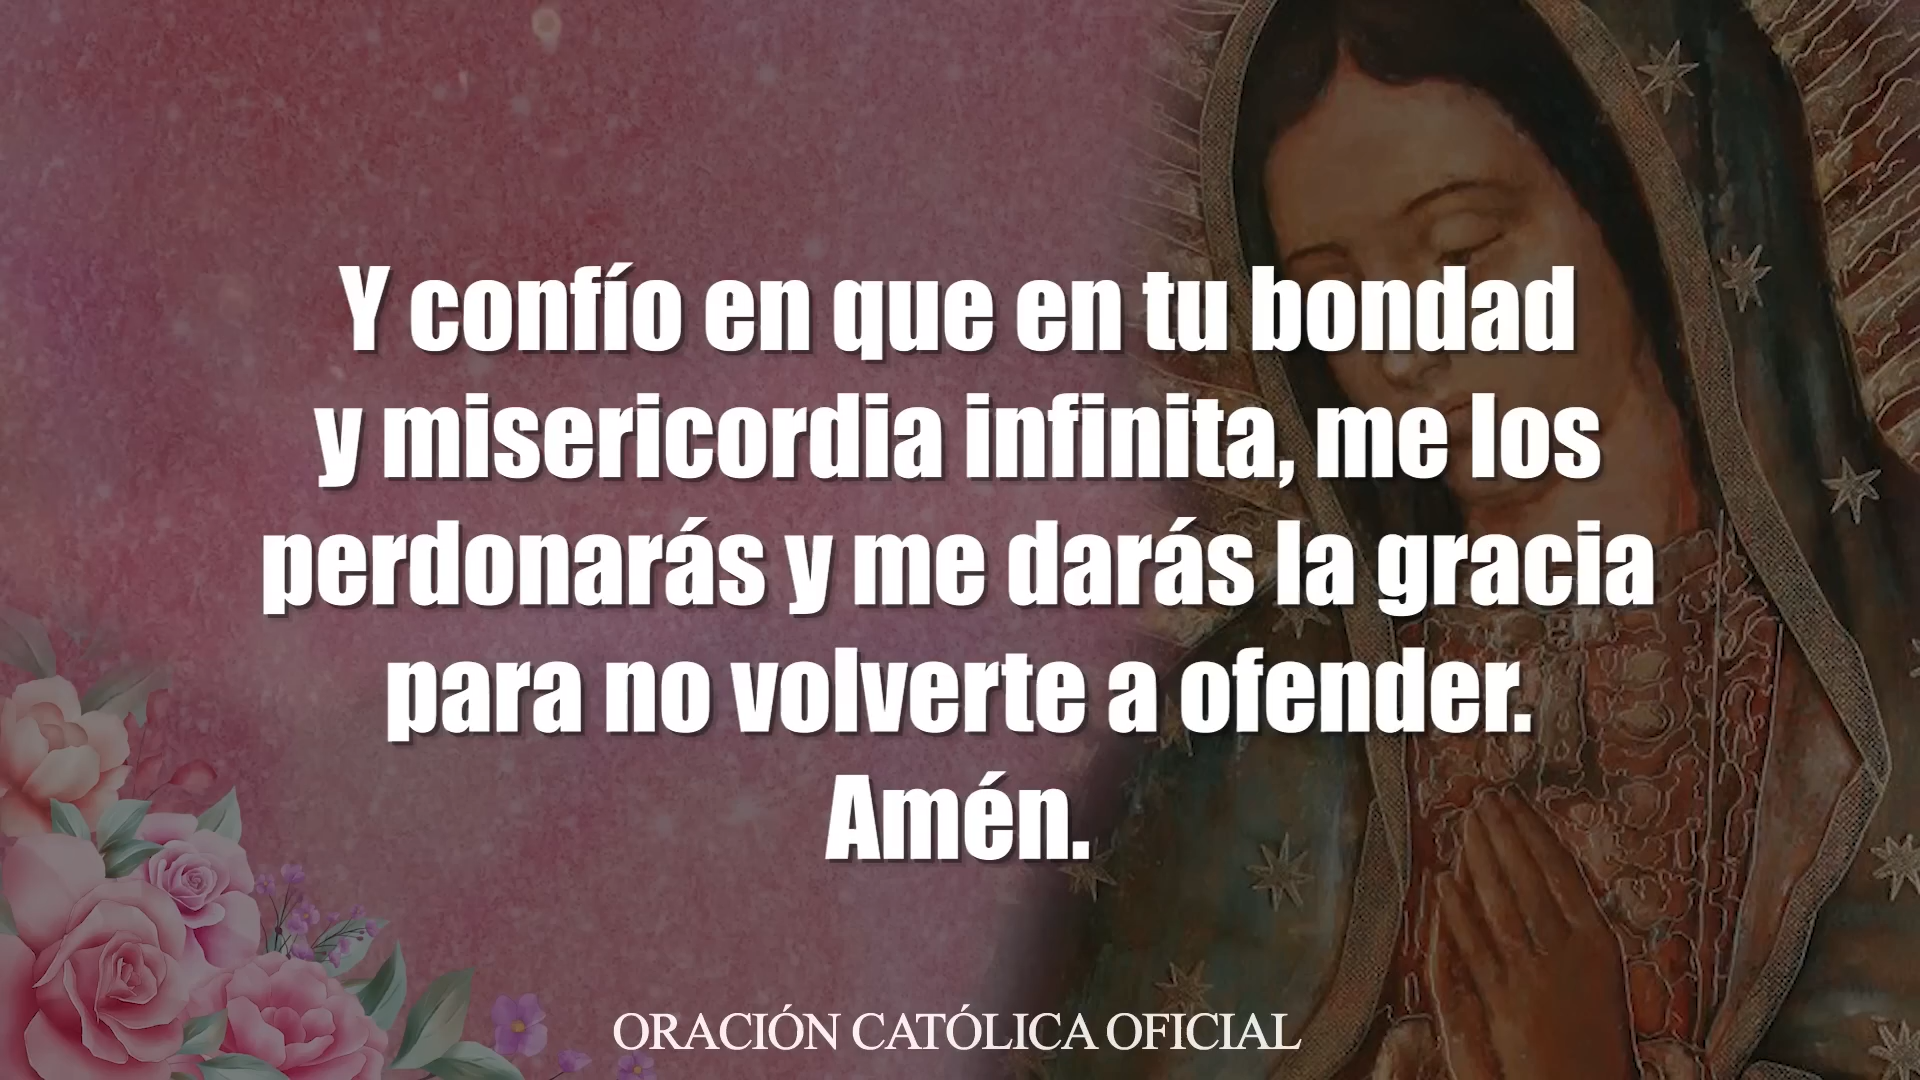 Y confío en que en tu bondad
y misericordia infinita, me los
perdonarás y me darás la gracia
para no volverte a ofender.
Amén.
ORACIÓN CATÓLICA OFICIAL